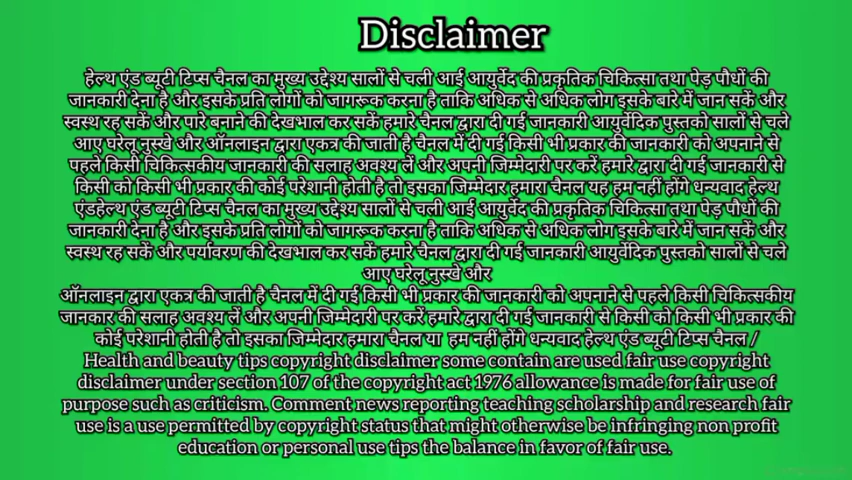 Disclaimer
हेल्थ एंड ब्यूटी टिप्स चैनल का मुख्य उद्देश्य सालों से चली आई आयुर्वेद की प्रकृतिक चिकित्सा तथा पेड़ पौधों की
जानकारी देना है और इसके प्रति लोगों को जागरूक करना है ताकि अधिक से अधिक लोग इसके बारे में जान सकें और
स्वस्थ रह सकें और पारे बनाने की देखभाल कर सकें हमारे चैनल द्वारा दी गई जानकारी आयुर्वेदिक पुस्तको सालों से चले
आए घरेलू नुस्खे और ऑनलाइन द्वारा एकत्र की जाती है चैनल में दी गई किसी भी प्रकार की जानकारी को अपनाने से
पहले किसी चिकित्सकीय जानकारी की सलाह अवश्य लें और अपनी जिम्मेदारी पर करें हमारे द्वारा दी गई जानकारी से
किसी को किसी भी प्रकार की कोई परेशानी होती है तो इसका जिम्मेदार हमारा चैनल यह हम नहीं होंगे धन्यवाद हेल्थ
एंडहेल्थ एंड ब्यूटी टिप्स चैनल का मुख्य उद्देश्य सालों से चली आई आयुर्वेद की प्रकृतिक चिकित्सा तथा पेड़ पौधों की
जानकारी देना है और इसके प्रति लोगों को जागरूक करना है ताकि अधिक से अधिक लोग इसके बारे में जान सकें और
स्वस्थ रह सकें और पर्यावरण की देखभाल कर सकें हमारे चैनल द्वारा दी गई जानकारी आयुर्वेदिक पुस्तको सालों से चले
आए घरेलू नुस्खे और
ऑनलाइन द्वारा एकत्र की जाती है चैनल में दी गई किसी भी प्रकार की जानकारी को अपनाने से पहले किसी चिकित्सकीय
जानकार की सलाह अवश्य लें और अपनी जिम्मेदारी पर करें हमारे द्वारा दी गई जानकारी से किसी को किसी भी प्रकार की
कोई परेशानी होती है तो इसका जिम्मेदार हमारा चैनल या हम नहीं होंगे धन्यवाद हेल्थ एंड ब्यूटी टिप्स चैनल /
Health and beauty tips copyright disclaimer some contain are used fair use copyright
disclaimer under section 107 of the copyright act 1976 allowance is made for fair use of
purpose such as criticism. Comment news reporting teaching scholarship and research fair
use is a use permitted by copyright status that might otherwise be infringing non profit
education or personal use tips the balance in favor of fair use.